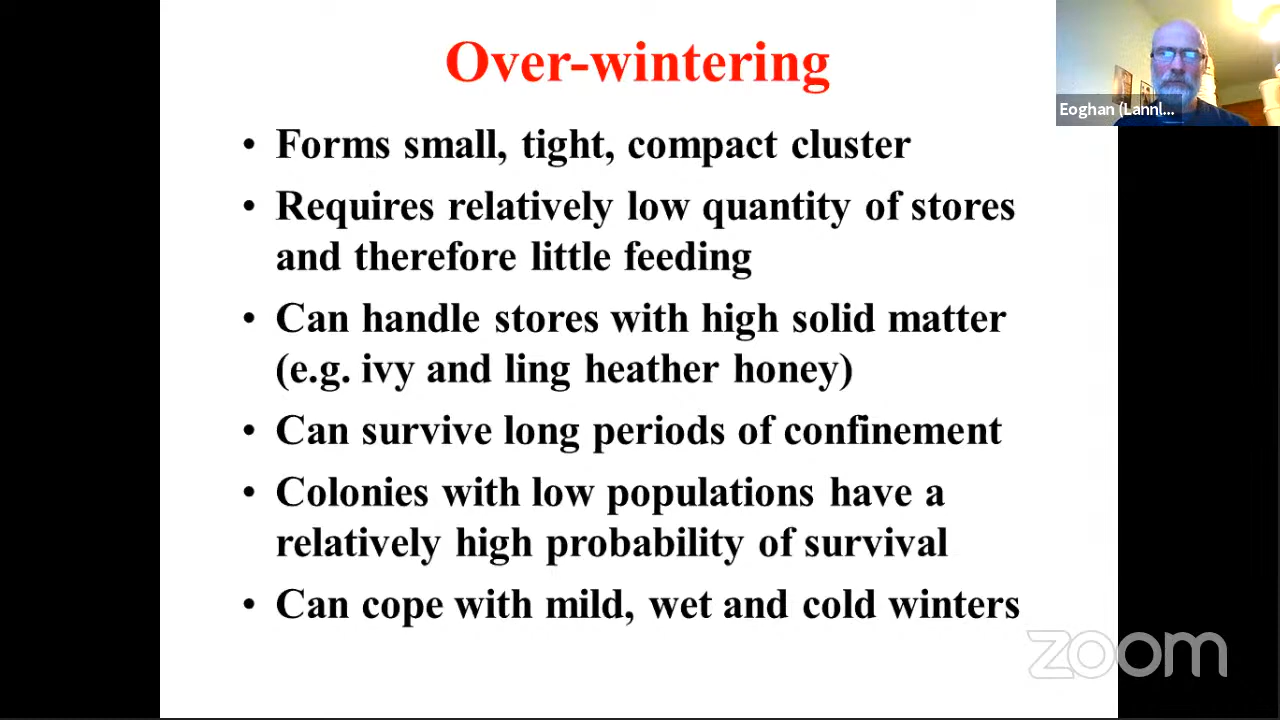 Over-wintering
• Forms small, tight, compact cluster
• Requires relatively low quantity of stores
and therefore little feeding
• Can handle stores with high solid matter
(e.g. ivy and ling heather honey)
• Can survive long periods of confinement
• Colonies with low populations have a
relatively high probability of survival
• Can cope with mild, wet and cold winters
Eoghan (Lannl...
zoom